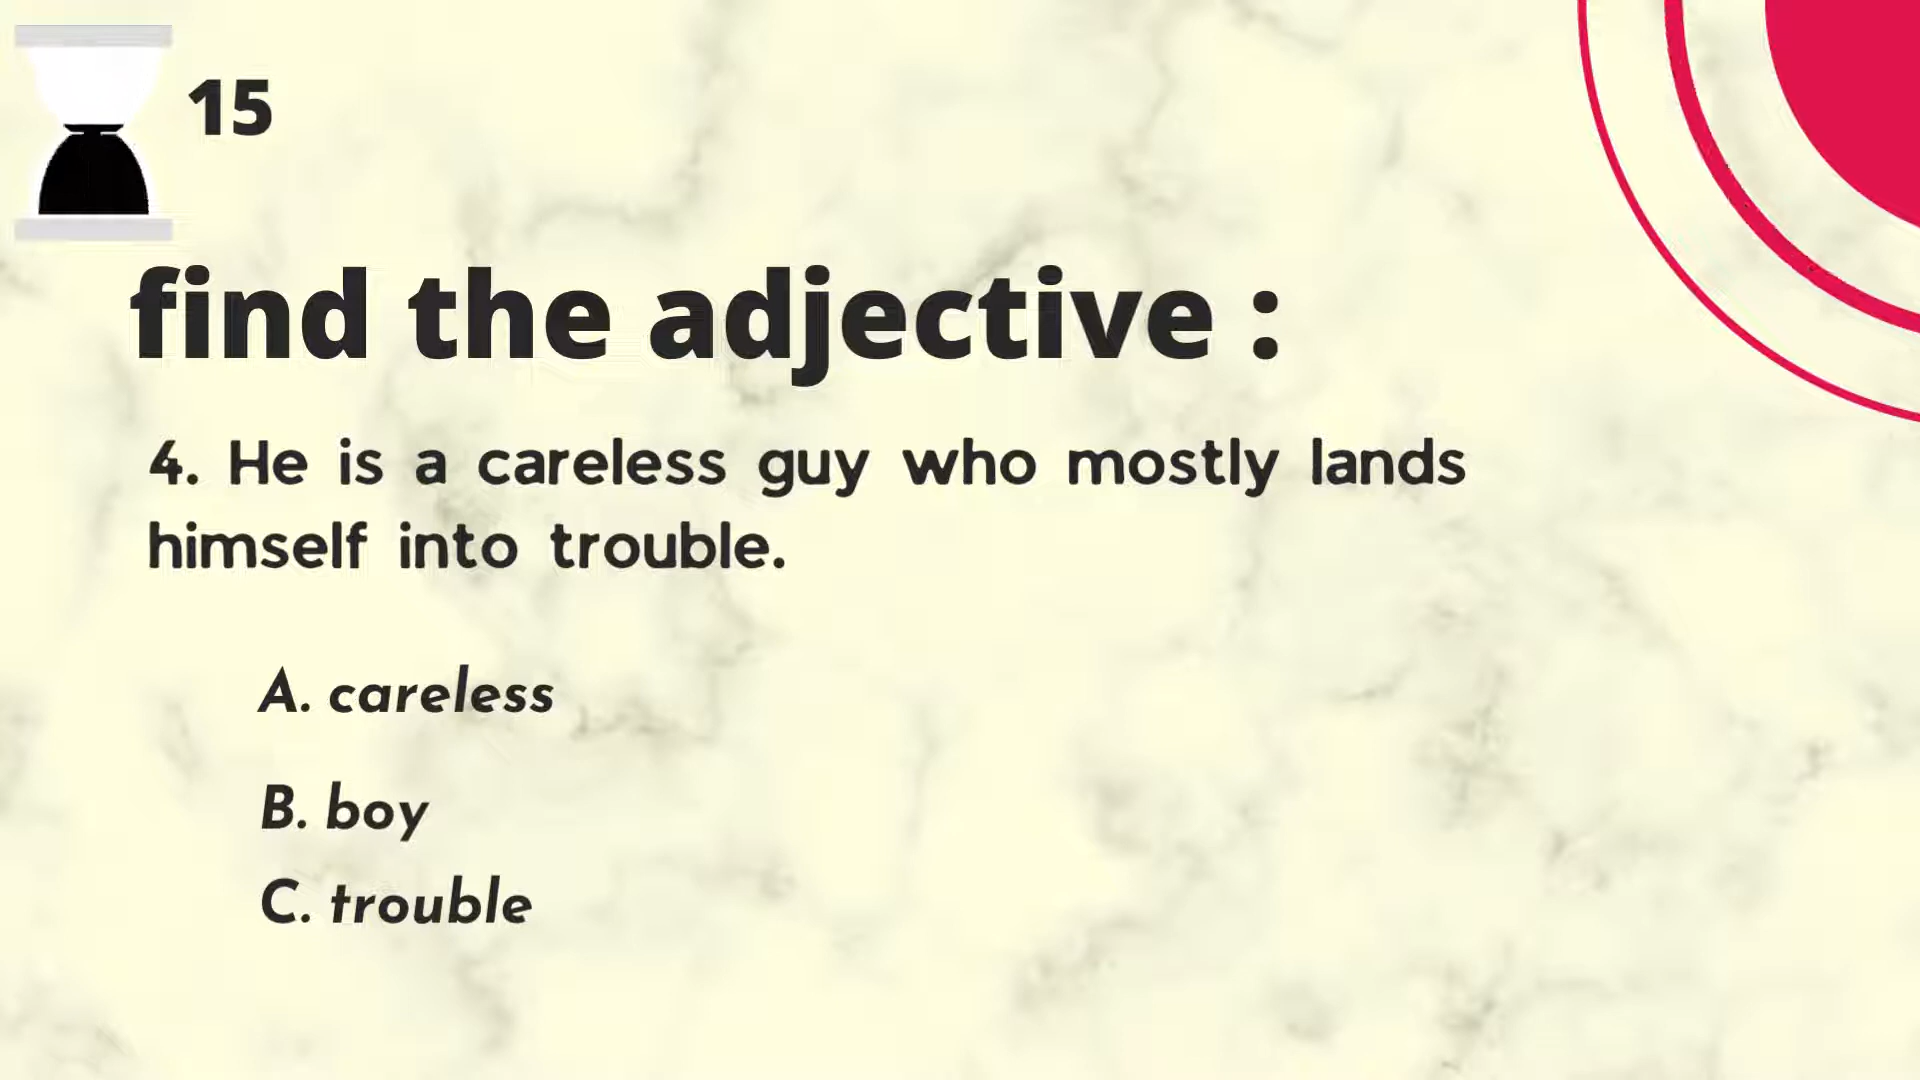 15
find the adjective :
4. He is a careless guy who mostly lands
himself into trouble.
A. careless
B. boy
C. trouble